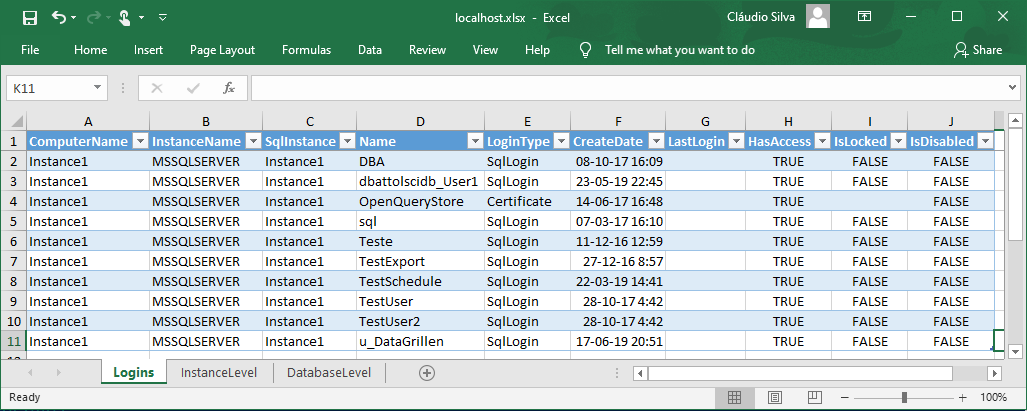 localhost.xlsx - Excel Cláudio Silva
File Home Insert Page Layout Formulas Data Review View Help Tell me what you want to do Share
K11 fx
A B C D E F G H I J
1 ComputerName InstanceName SqlInstance Name LoginType CreateDate LastLogin HasAccess IsLocked IsDisabled
2 Instance1 MSSQLSERVER Instance1 DBA SqlLogin 08-10-17 16:09 TRUE FALSE FALSE
3 Instance1 MSSQLSERVER Instance1 dbattolscidb_User1 SqlLogin 23-05-19 22:45 TRUE FALSE FALSE
4 Instance1 MSSQLSERVER Instance1 OpenQueryStore Certificate 14-06-17 16:48 TRUE FALSE
5 Instance1 MSSQLSERVER Instance1 sql SqlLogin 07-03-17 16:10 TRUE FALSE FALSE
6 Instance1 MSSQLSERVER Instance1 Teste SqlLogin 11-12-16 12:59 TRUE FALSE FALSE
7 Instance1 MSSQLSERVER Instance1 TestExport SqlLogin 27-12-16 8:57 TRUE FALSE FALSE
8 Instance1 MSSQLSERVER Instance1 TestSchedule SqlLogin 22-03-19 14:41 TRUE FALSE FALSE
9 Instance1 MSSQLSERVER Instance1 TestUser SqlLogin 28-10-17 4:42 TRUE FALSE FALSE
10 Instance1 MSSQLSERVER Instance1 TestUser2 SqlLogin 28-10-17 4:42 TRUE FALSE FALSE
11 Instance1 MSSQLSERVER Instance1 u_DataGrillen SqlLogin 17-06-19 20:51 TRUE FALSE FALSE
Logins InstanceLevel DatabaseLevel
Ready 100%